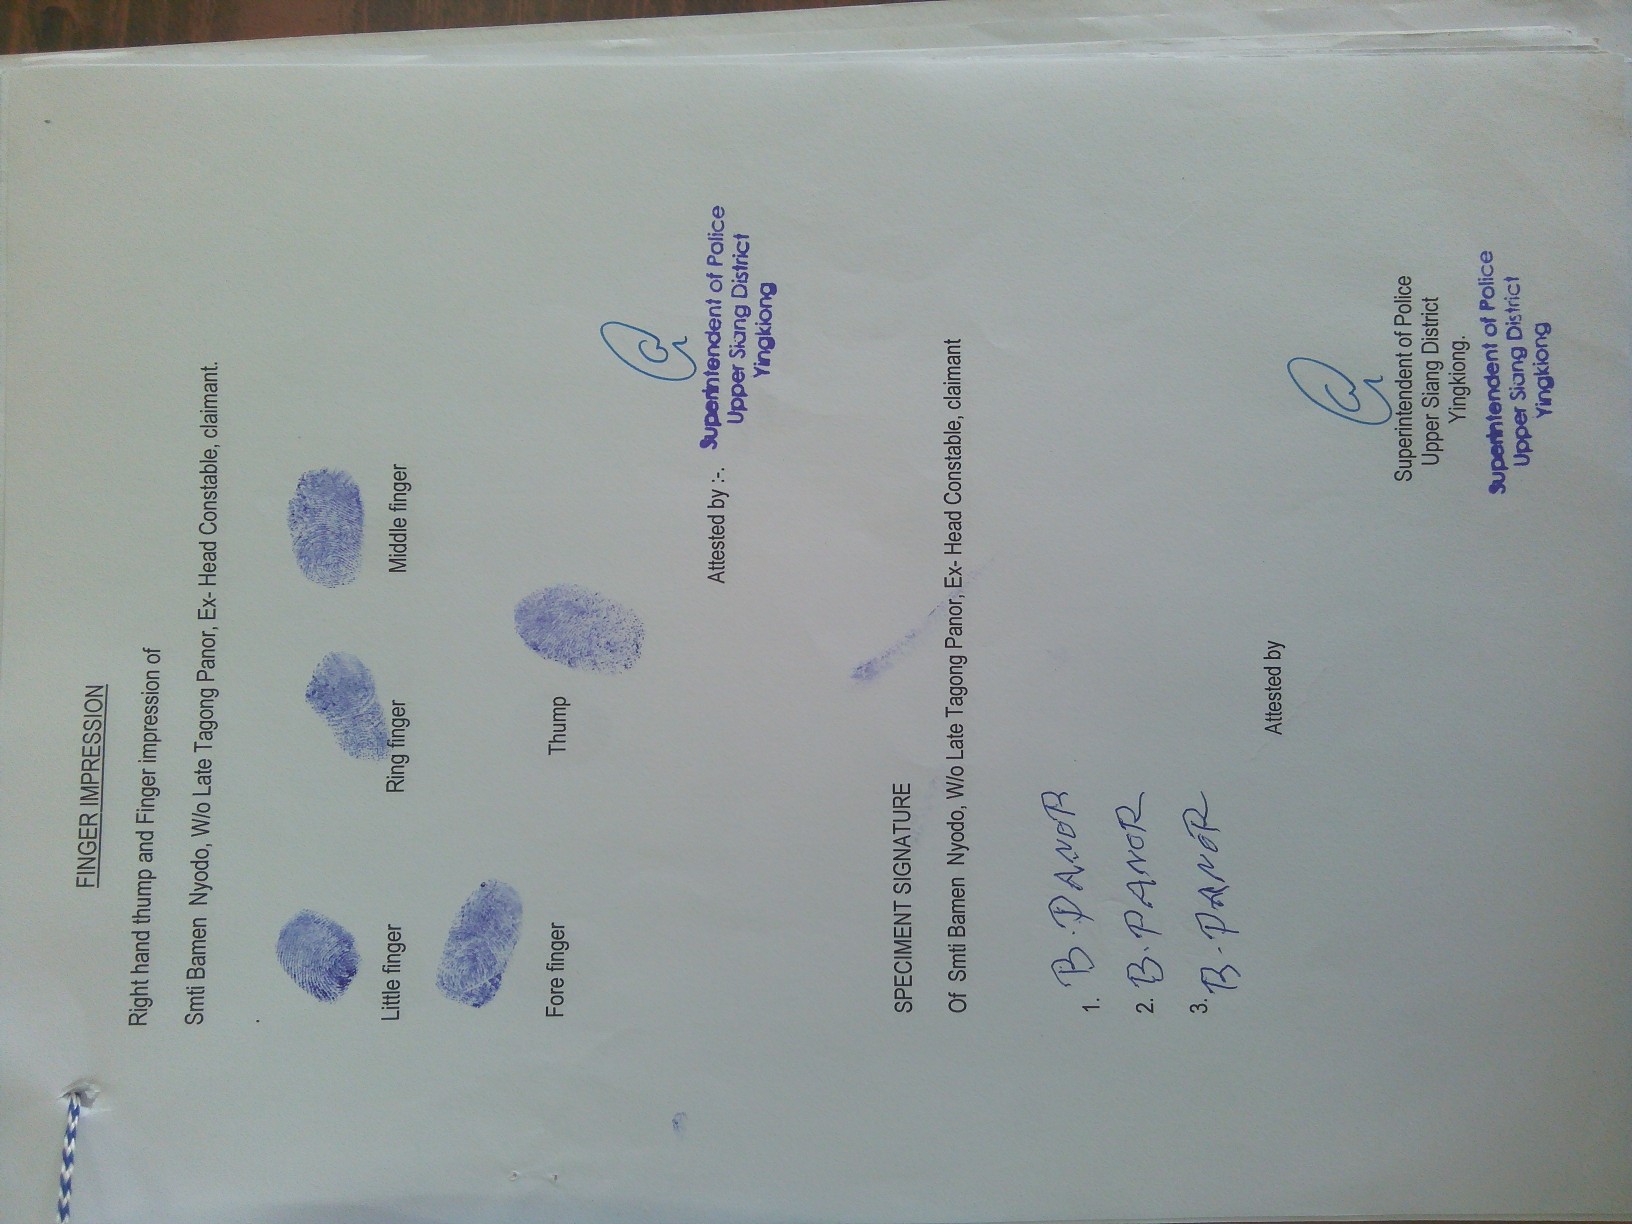 FINGER IMPRESSION
Right hand thump and Finger impression of
Smti Bamen Nyodo, W/o Late Tagong Panor, Ex- Head Constable, claimant.
Little finger
Ring finger
Middle finger
Fore finger
Thump
Attested by :-.
Superintendent of Police
Upper Siang District
Yingkiong
SPECIMENT SIGNATURE
Of Smti Bamen Nyodo, W/o Late Tagong Panor, Ex- Head Constable, claimant
1. B. PANOR
2. B. PANOR
3. B - PANOR
Attested by
Superintendent of Police
Upper Siang District
Yingkiong.
Superintendent of Police
Upper Siang District
Yingkiong